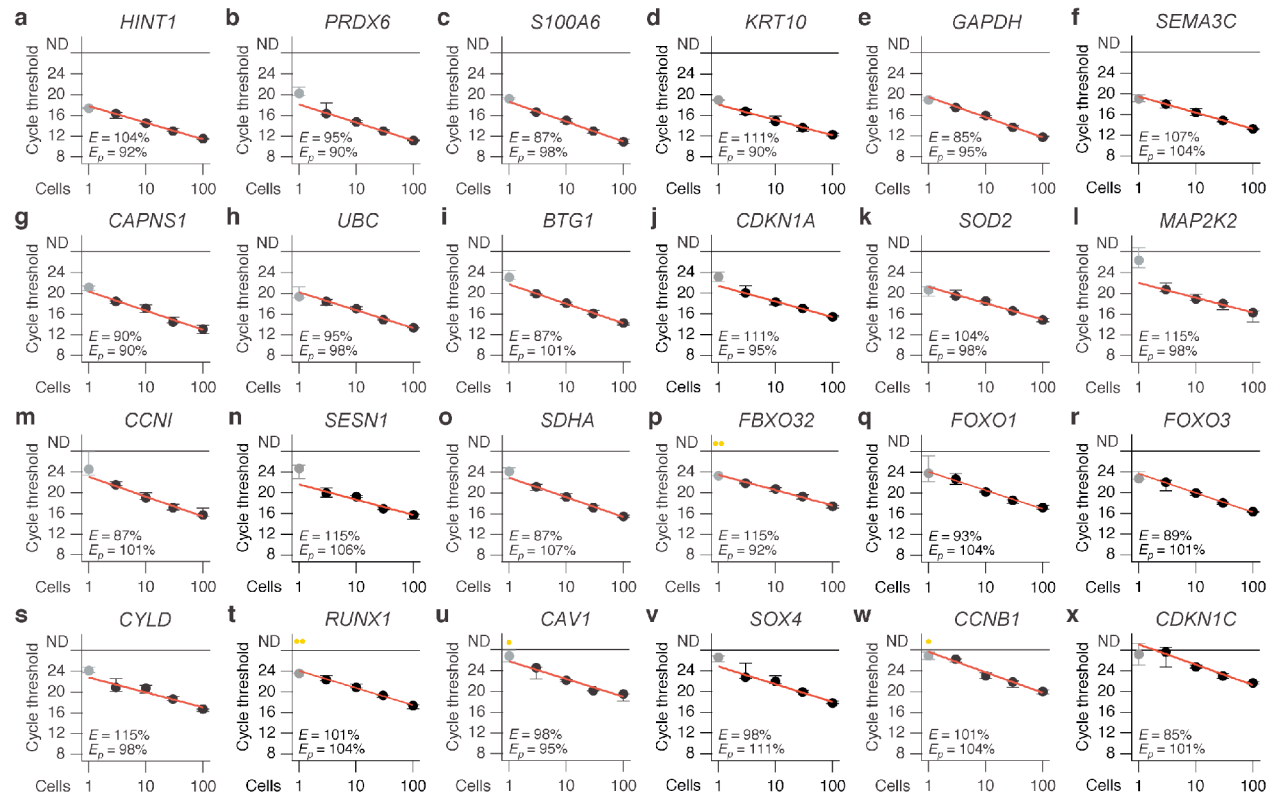 a HINT1 b PRDX6 c S100A6 d KRT10 e GAPDH f SEMA3C
ND ND ND ND ND ND
24 24 24 24 24 24
20 20 20 20 20 20
16 16 16 16 16 16
12 12 12 12 12 12
8 8 8 8 8 8
Cycle threshold Cycle threshold Cycle threshold Cycle threshold Cycle threshold Cycle threshold
E = 104% E = 95% E = 87% E = 111% E = 85% E = 107%
Ep = 92% Ep = 90% Ep = 98% Ep = 90% Ep = 95% Ep = 104%
Cells 1 10 100 Cells 1 10 100 Cells 1 10 100 Cells 1 10 100 Cells 1 10 100 Cells 1 10 100
g CAPNS1 h UBC i BTG1 j CDKN1A k SOD2 l MAP2K2
ND ND ND ND ND ND
24 24 24 24 24 24
20 20 20 20 20 20
16 16 16 16 16 16
12 12 12 12 12 12
8 8 8 8 8 8
Cycle threshold Cycle threshold Cycle threshold Cycle threshold Cycle threshold Cycle threshold
E = 90% E = 95% E = 87% E = 111% E = 104% E = 115%
Ep = 90% Ep = 98% Ep = 101% Ep = 95% Ep = 98% Ep = 98%
Cells 1 10 100 Cells 1 10 100 Cells 1 10 100 Cells 1 10 100 Cells 1 10 100 Cells 1 10 100
m CCNI n SESN1 o SDHA p FBXO32 q FOXO1 r FOXO3
ND ND ND ND ND ND
24 24 24 24 24 24
20 20 20 20 20 20
16 16 16 16 16 16
12 12 12 12 12 12
8 8 8 8 8 8
Cycle threshold Cycle threshold Cycle threshold Cycle threshold Cycle threshold Cycle threshold
E = 87% E = 115% E = 87% E = 115% E = 93% E = 89%
Ep = 101% Ep = 106% Ep = 107% Ep = 92% Ep = 104% Ep = 101%
Cells 1 10 100 Cells 1 10 100 Cells 1 10 100 Cells 1 10 100 Cells 1 10 100 Cells 1 10 100
s CYLD t RUNX1 u CAV1 v SOX4 w CCNB1 x CDKN1C
ND ND ND ND ND ND
24 24 24 24 24 24
20 20 20 20 20 20
16 16 16 16 16 16
12 12 12 12 12 12
8 8 8 8 8 8
Cycle threshold Cycle threshold Cycle threshold Cycle threshold Cycle threshold Cycle threshold
E = 115% E = 101% E = 98% E = 98% E = 101% E = 85%
Ep = 98% Ep = 104% Ep = 95% Ep = 111% Ep = 104% Ep = 101%
Cells 1 10 100 Cells 1 10 100 Cells 1 10 100 Cells 1 10 100 Cells 1 10 100 Cells 1 10 100